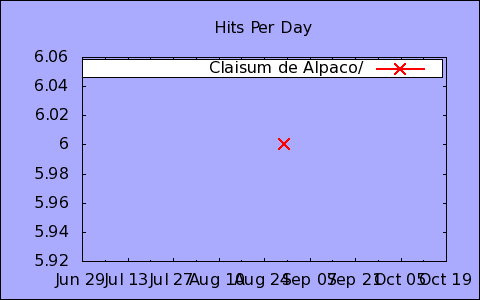 Hits Per Day
6.06
Claisum de Alpaco/
6.04
6.02
6
5.98
5.96
5.94
5.92
Jun 29 Jul 13 Jul 27 Aug 10 Aug 24 Sep 07 Sep 21 Oct 05 Oct 19